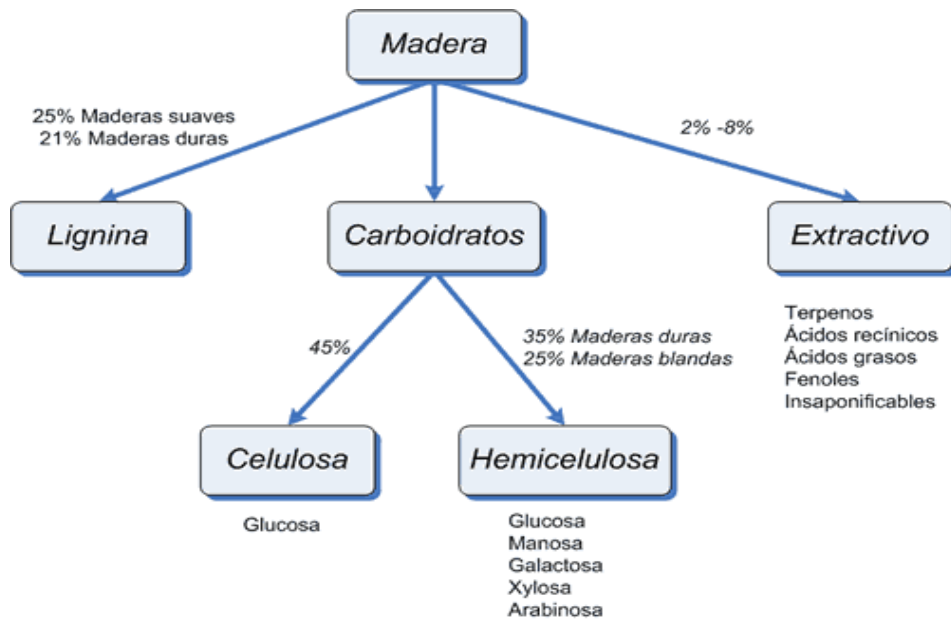 Madera
25% Maderas suaves
21% Maderas duras
2% -8%
Lignina
Carboidratos
Extractivo
Terpenos
Ácidos recínicos
Ácidos grasos
Fenoles
Insaponificables
45%
35% Maderas duras
25% Maderas blandas
Celulosa
Hemicelulosa
Glucosa
Glucosa
Manosa
Galactosa
Xylosa
Arabinosa